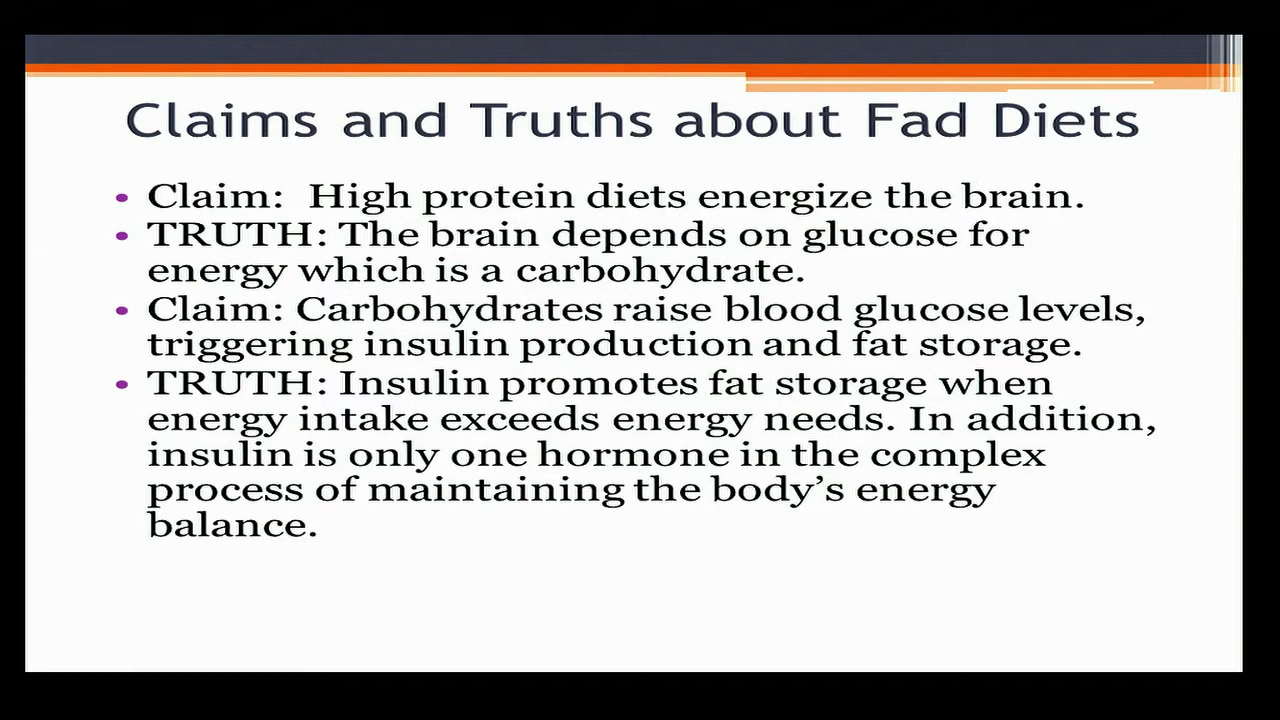 Claims and Truths about Fad Diets
• Claim: High protein diets energize the brain.
• TRUTH: The brain depends on glucose for
energy which is a carbohydrate.
• Claim: Carbohydrates raise blood glucose levels,
triggering insulin production and fat storage.
• TRUTH: Insulin promotes fat storage when
energy intake exceeds energy needs. In addition,
insulin is only one hormone in the complex
process of maintaining the body’s energy
balance.